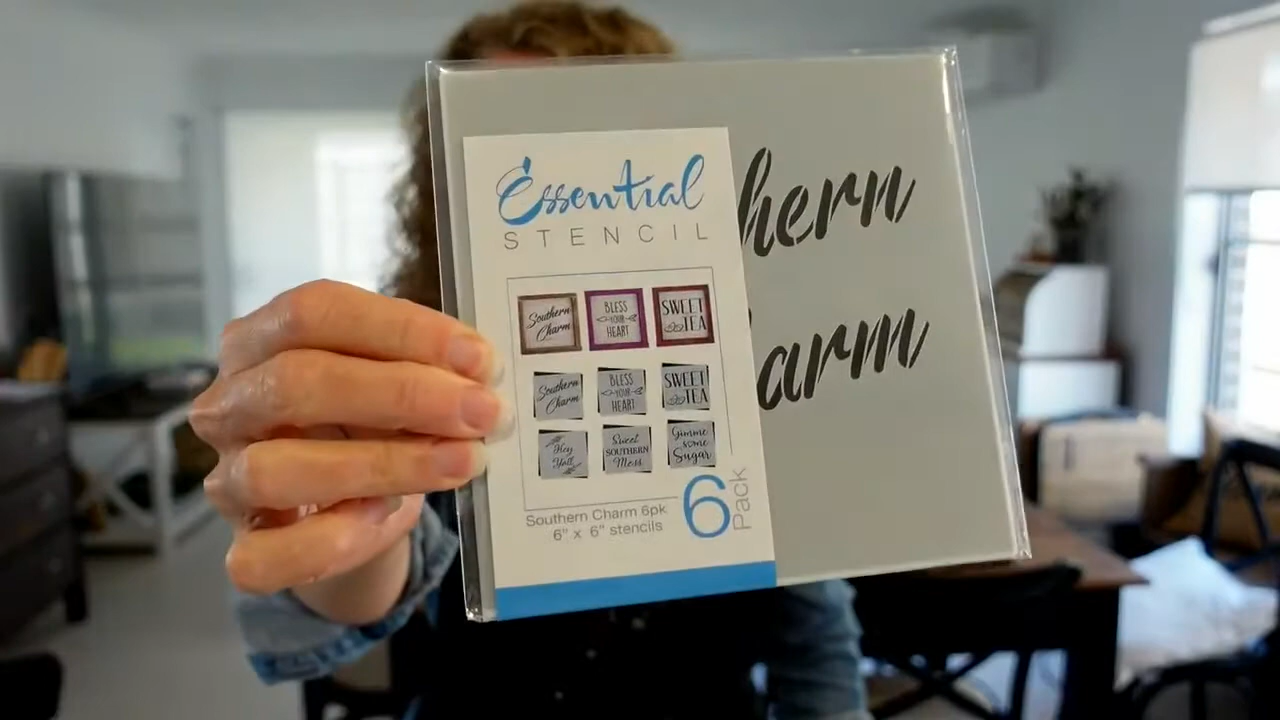 Essential
STENCIL
Southern
Charm
BLESS
YOUR
HEART
SWEET
TEA
Southern
Charm
BLESS
YOUR
HEART
SWEET
TEA
Hey
Y'all
Sweet
SOUTHERN
Mess
Gimme
some
Sugar
Southern Charm 6pk
6" x 6" stencils
6
Pack
hern
arm